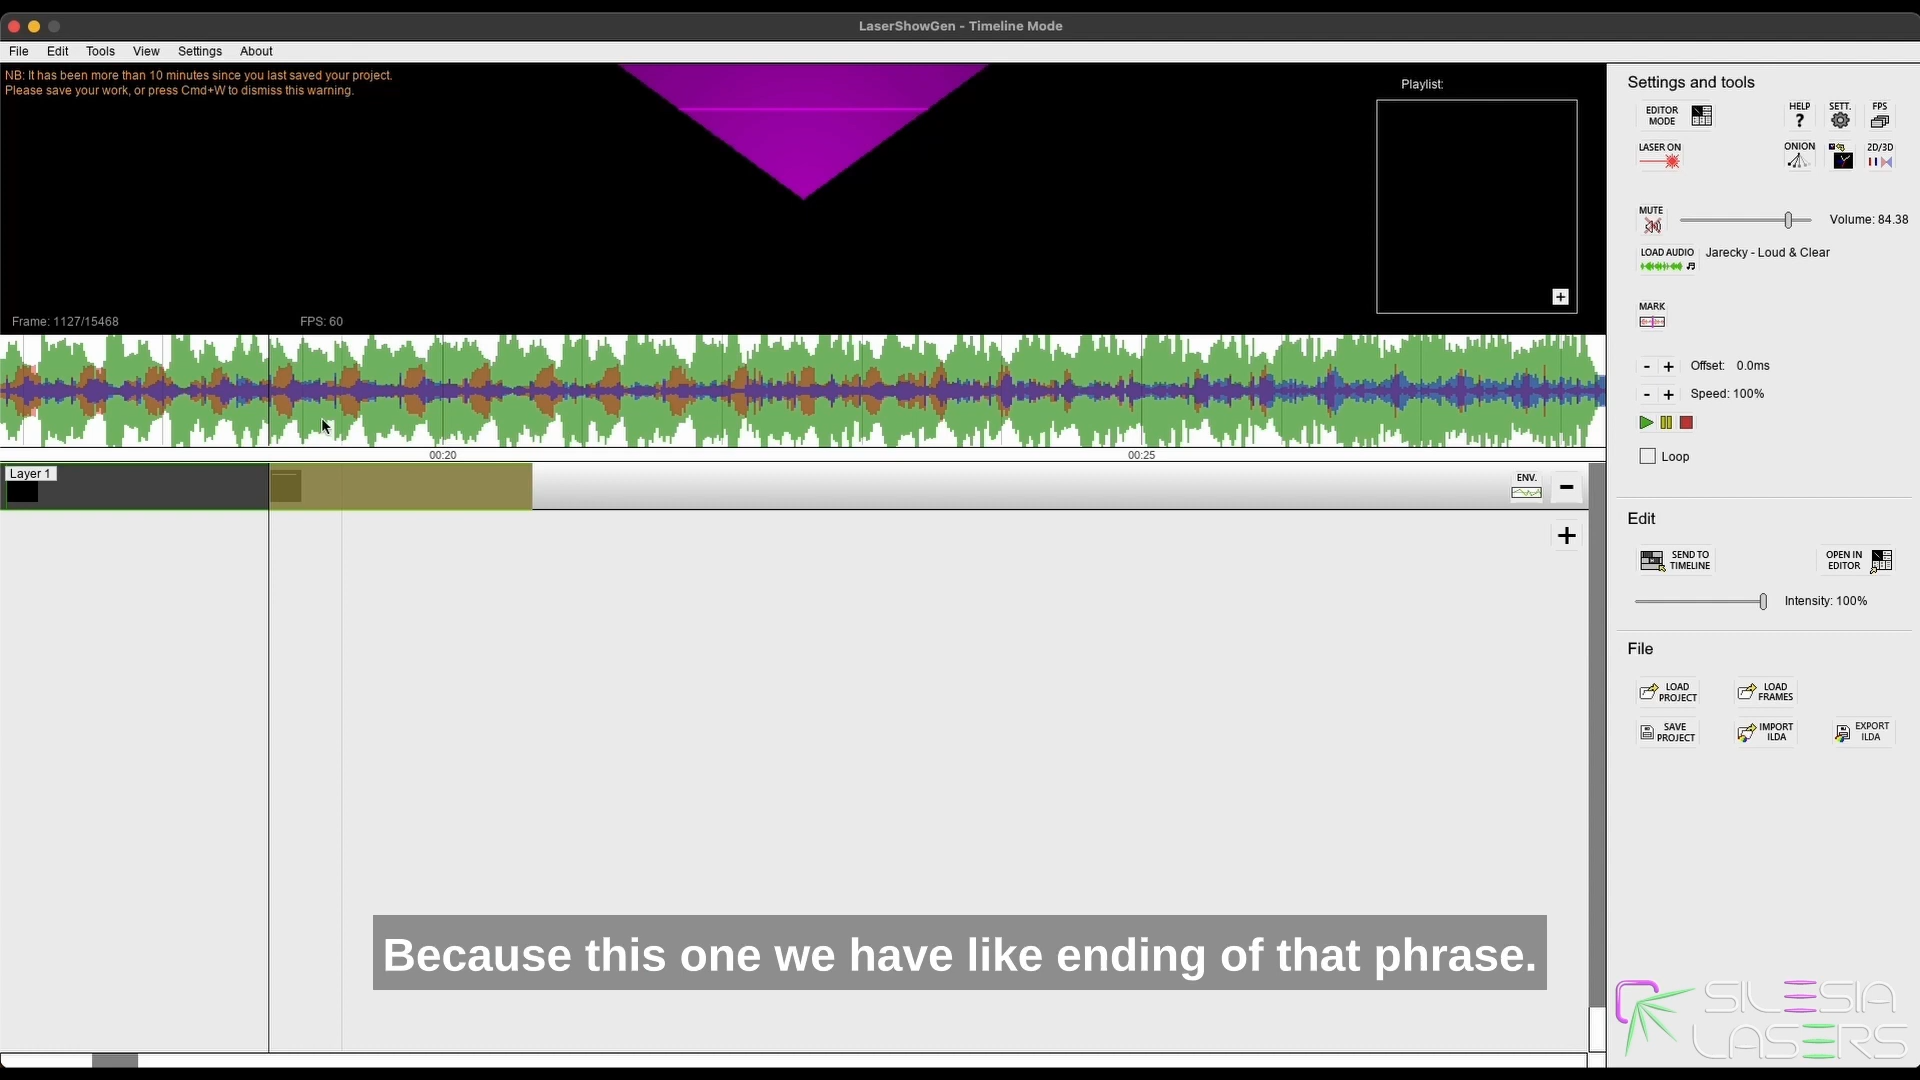 LaserShowGen - Timeline Mode
File Edit Tools View Settings About
NB: It has been more than 10 minutes since you last saved your project.
Please save your work, or press Cmd+W to dismiss this warning.
Playlist:
+
Frame: 1127/15468 FPS: 60
00:20 00:25
Layer 1
ENV.
-
+
Settings and tools
EDITOR
MODE
HELP
?
SETT.
FPS
LASER ON
ONION
2D/3D
MUTE
Volume: 84.38
LOAD AUDIO
Jarecky - Loud & Clear
MARK
- + Offset: 0.0ms
- + Speed: 100%
Loop
Edit
SEND TO
TIMELINE
OPEN IN
EDITOR
Intensity: 100%
File
LOAD
PROJECT
LOAD
FRAMES
SAVE
PROJECT
IMPORT
ILDA
EXPORT
ILDA
Because this one we have like ending of that phrase.
SILESIA
LASERS